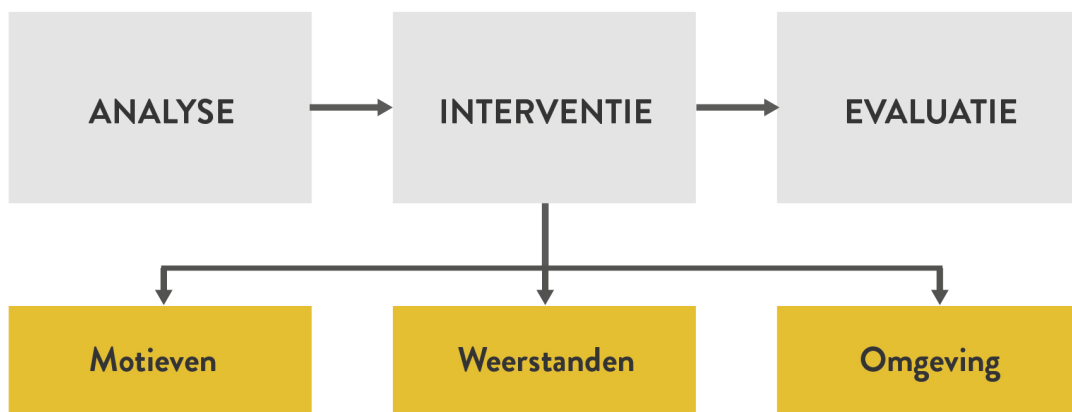 ANALYSE
INTERVENTIE
EVALUATIE
Motieven
Weerstanden
Omgeving